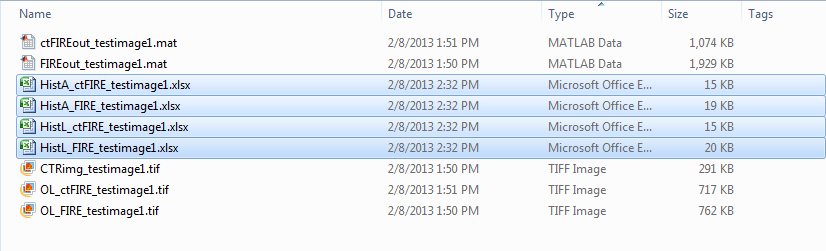 Name Date Type Size Tags
ctFIREout_testimage1.mat 2/8/2013 1:51 PM MATLAB Data 1,074 KB
FIREout_testimage1.mat 2/8/2013 1:50 PM MATLAB Data 1,929 KB
HistA_ctFIRE_testimage1.xlsx 2/8/2013 2:32 PM Microsoft Office E... 15 KB
HistA_FIRE_testimage1.xlsx 2/8/2013 2:32 PM Microsoft Office E... 19 KB
HistL_ctFIRE_testimage1.xlsx 2/8/2013 2:32 PM Microsoft Office E... 15 KB
HistL_FIRE_testimage1.xlsx 2/8/2013 2:32 PM Microsoft Office E... 20 KB
CTRimg_testimage1.tif 2/8/2013 1:50 PM TIFF Image 291 KB
OL_ctFIRE_testimage1.tif 2/8/2013 1:51 PM TIFF Image 717 KB
OL_FIRE_testimage1.tif 2/8/2013 1:50 PM TIFF Image 762 KB